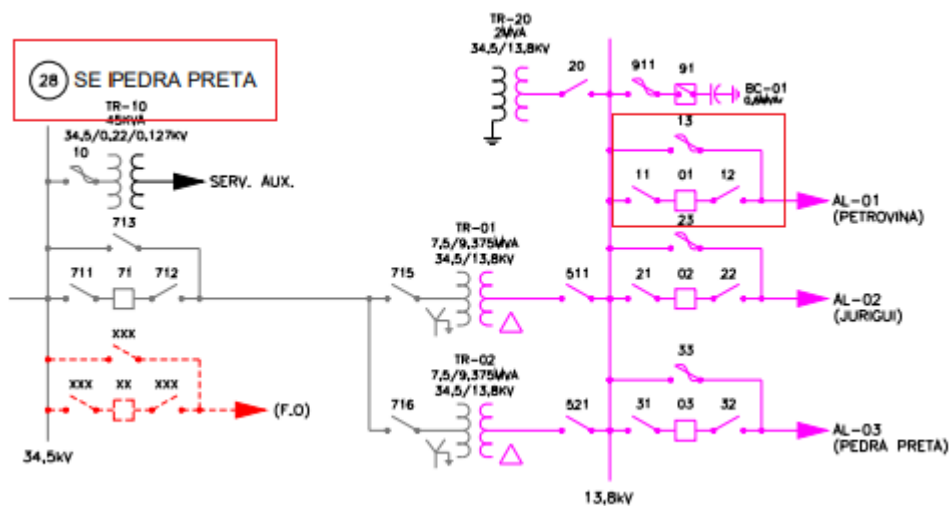 28 SE PEDRA PRETA
TR-10
45KVA
34,5/0,22/0,127kV
10
SERV. AUX.
713
711 71 712
xxx
xxx xx xxx
(F.O)
34,5kV
TR-20
2MVA
34,5/13,8kV
20
911 91
BC-01
0,6MVAr
13
11 01 12
AL-01
(PETROVINA)
23
TR-01
7,5/9,375MVA
34,5/13,8KV
715
511
21 02 22
AL-02
(JURIGUI)
TR-02
7,5/9,375MVA
34,5/13,8KV
716
521
33
31 03 32
AL-03
(PEDRA PRETA)
13,8kV